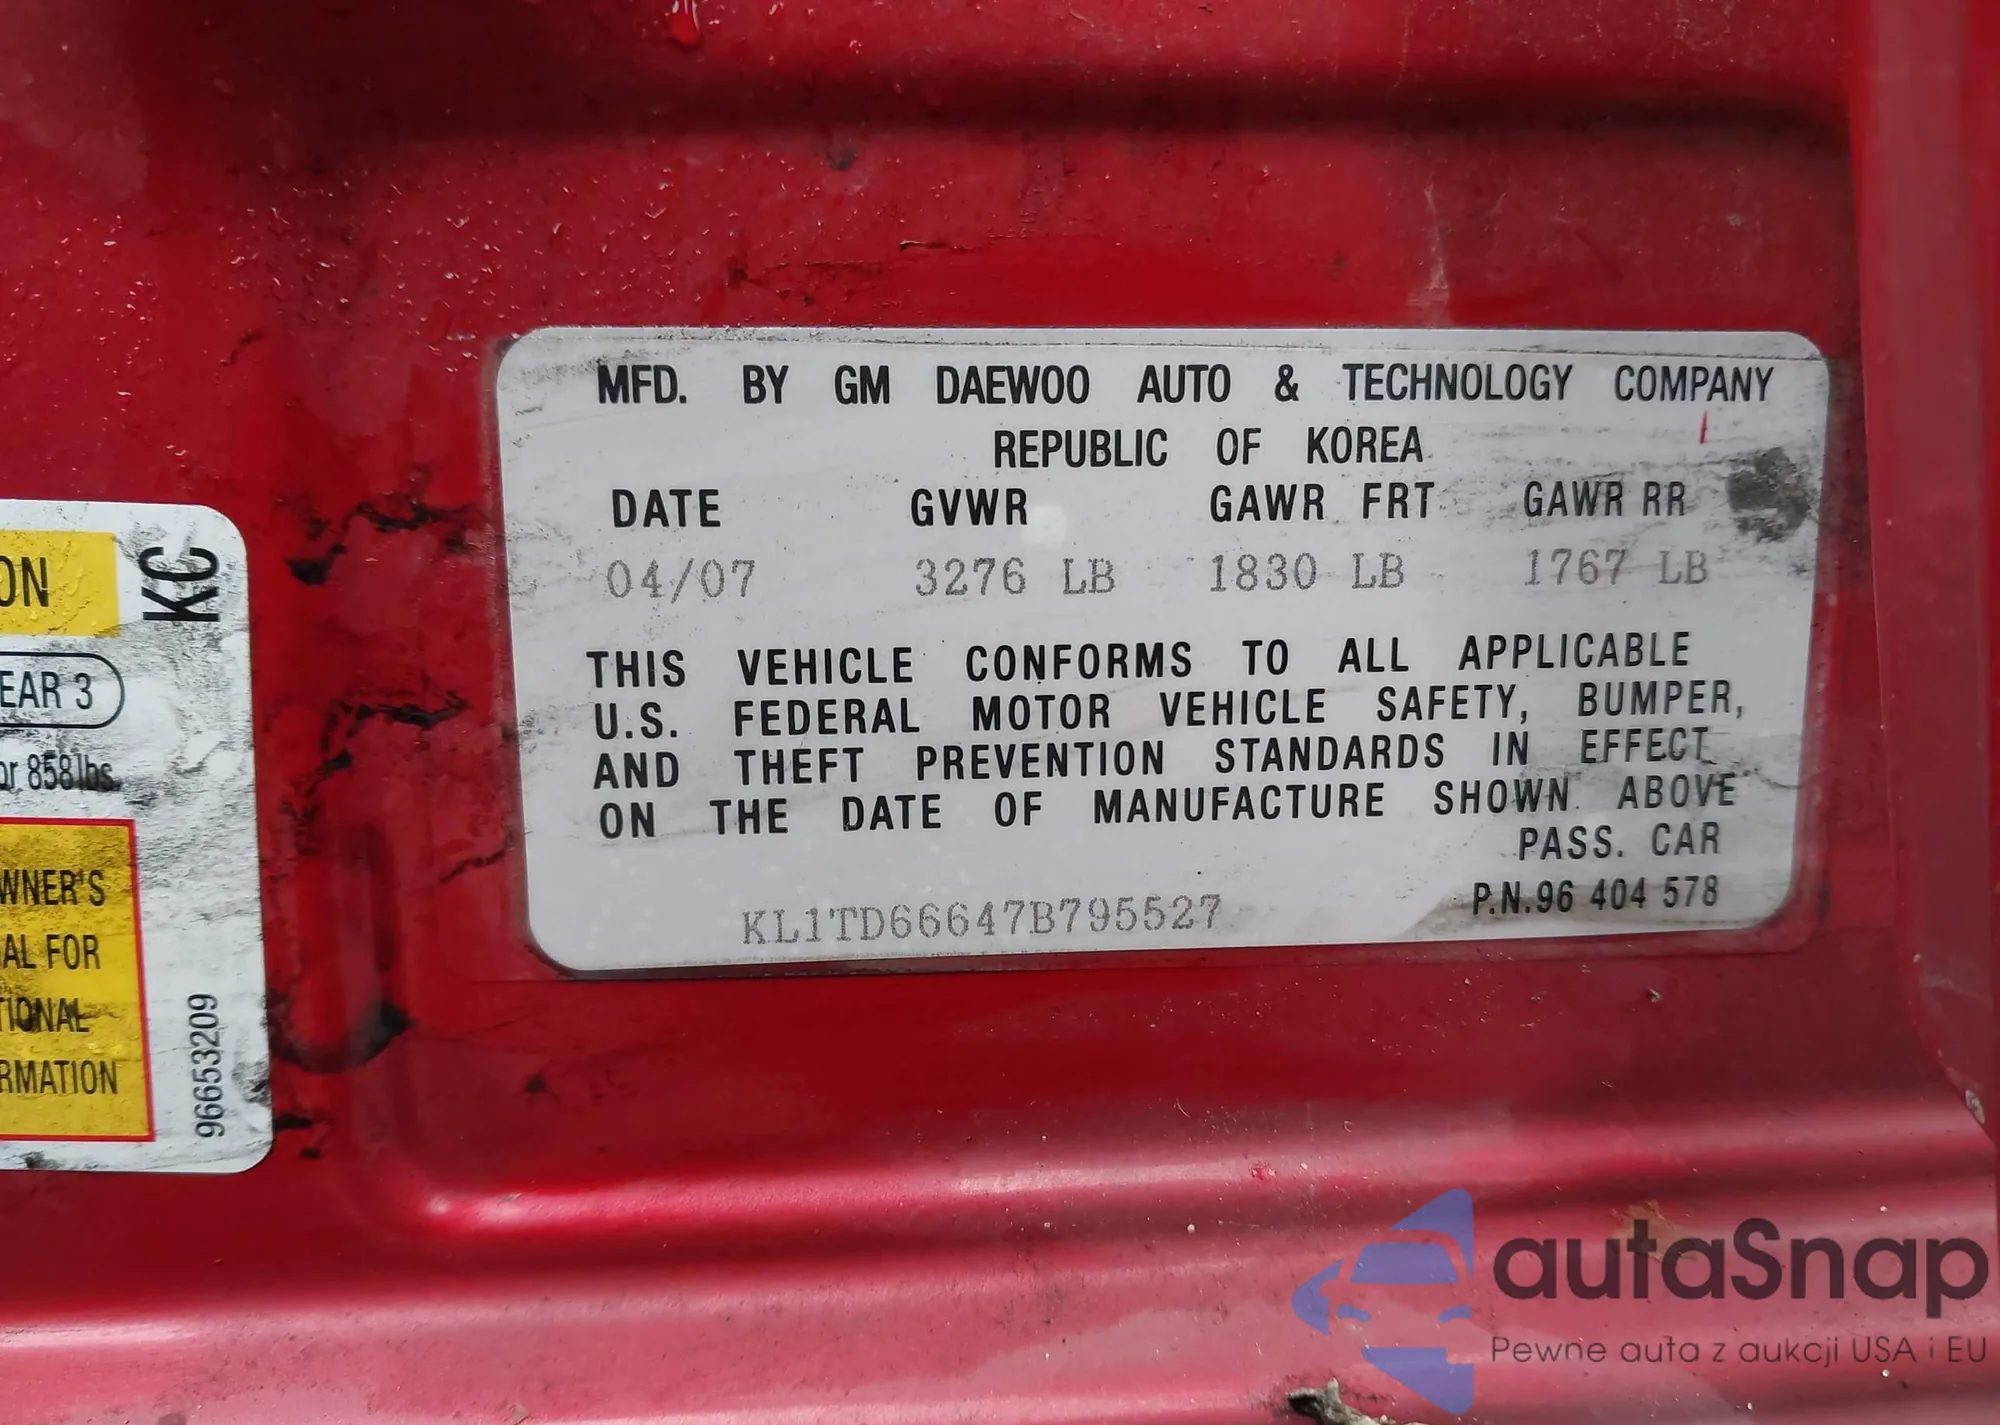 MFD. BY GM DAEWOO AUTO & TECHNOLOGY COMPANY
REPUBLIC OF KOREA
DATE GVWR GAWR FRT GAWR RR
04/07 3276 LB 1830 LB 1767 LB
THIS VEHICLE CONFORMS TO ALL APPLICABLE
U.S. FEDERAL MOTOR VEHICLE SAFETY, BUMPER,
AND THEFT PREVENTION STANDARDS IN EFFECT
ON THE DATE OF MANUFACTURE SHOWN ABOVE
PASS. CAR
KL1TD66647B795527
P.N.96 404 578
ON
KC
EAR 3
or 858lbs.
WNER'S
AL FOR
TIONAL
RMATION
96653209
autaSnap
Pewne auta z aukcji USA i EU